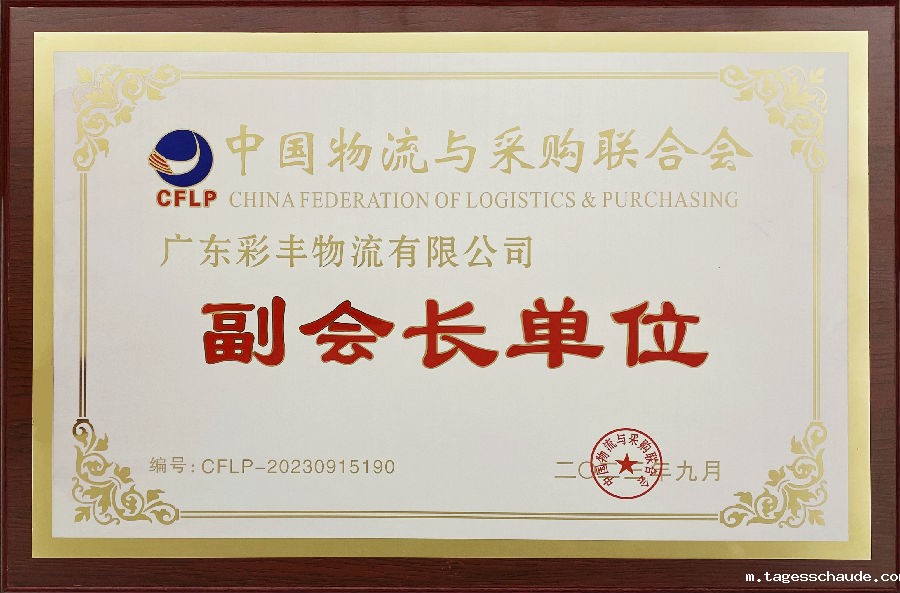 中国物流与采购联合会
CFLP
CHINA FEDERATION OF LOGISTICS & PURCHASING
广东彩丰物流有限公司
副会长单位
编号:CFLP-20230915190
二〇二三年九月
中国物流与采购联合会
m.tagesschaude.co